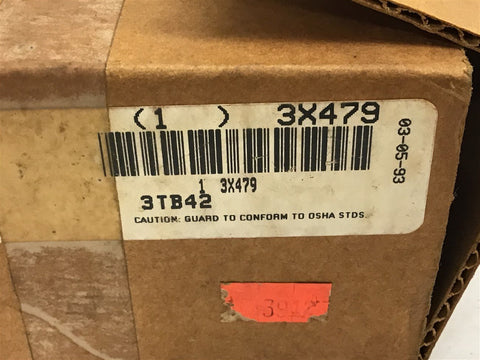 (1 ) 3X479
1 3X479
3TB42
CAUTION: GUARD TO CONFORM TO OSHA STDS.
03-05-93